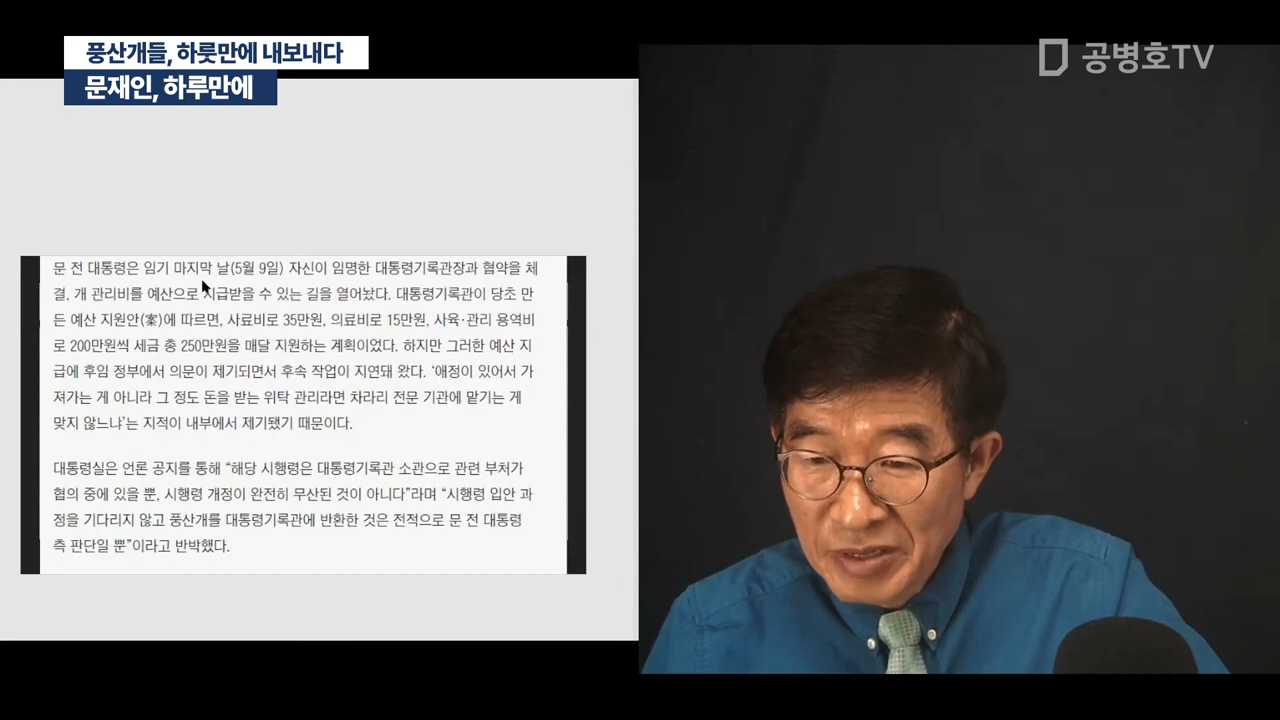 풍산개들, 하룻만에 내보내다
문재인, 하루만에
공병호TV
문 전 대통령은 임기 마지막 날(5월 9일) 자신이 임명한 대통령기록관장과 협약을 체
결, 개 관리비를 예산으로 지급받을 수 있는 길을 열어놨다. 대통령기록관이 당초 만
든 예산 지원안(案)에 따르면, 사료비로 35만원, 의료비로 15만원, 사육·관리 용역비
로 200만원씩 세금 총 250만원을 매달 지원하는 계획이었다. 하지만 그러한 예산 지
급에 후임 정부에서 의문이 제기되면서 후속 작업이 지연돼 왔다. ‘애정이 있어서 가
져가는 게 아니라 그 정도 돈을 받는 위탁 관리라면 차라리 전문 기관에 맡기는 게
맞지 않느냐’는 지적이 내부에서 제기됐기 때문이다.
대통령실은 언론 공지를 통해 “해당 시행령은 대통령기록관 소관으로 관련 부처가
협의 중에 있을 뿐, 시행령 개정이 완전히 무산된 것이 아니다”라며 “시행령 입안 과
정을 기다리지 않고 풍산개를 대통령기록관에 반환한 것은 전적으로 문 전 대통령
측 판단일 뿐”이라고 반박했다.